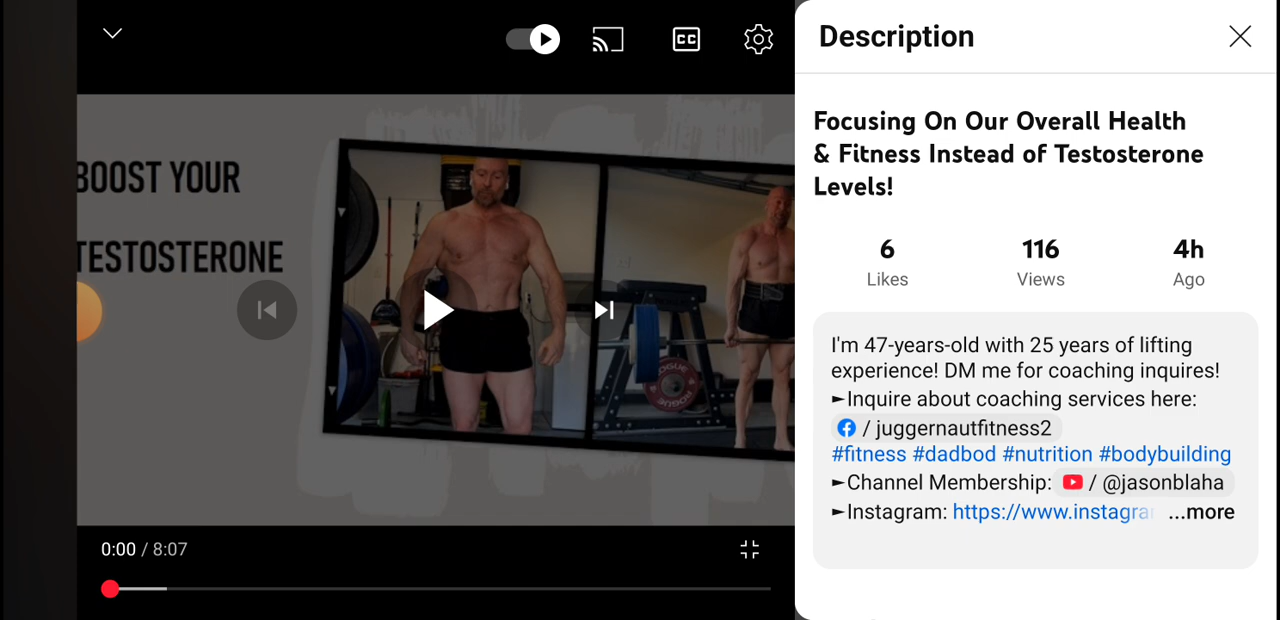 CC
BOOST YOUR
TESTOSTERONE
ROGUE
0:00 / 8:07
Description
Focusing On Our Overall Health
& Fitness Instead of Testosterone
Levels!
6
Likes
116
Views
4h
Ago
I'm 47-years-old with 25 years of lifting
experience! DM me for coaching inquires!
►Inquire about coaching services here:
/ juggernautfitness2
#fitness #dadbod #nutrition #bodybuilding
►Channel Membership: / @jasonblaha
►Instagram: https://www.instagra ...more